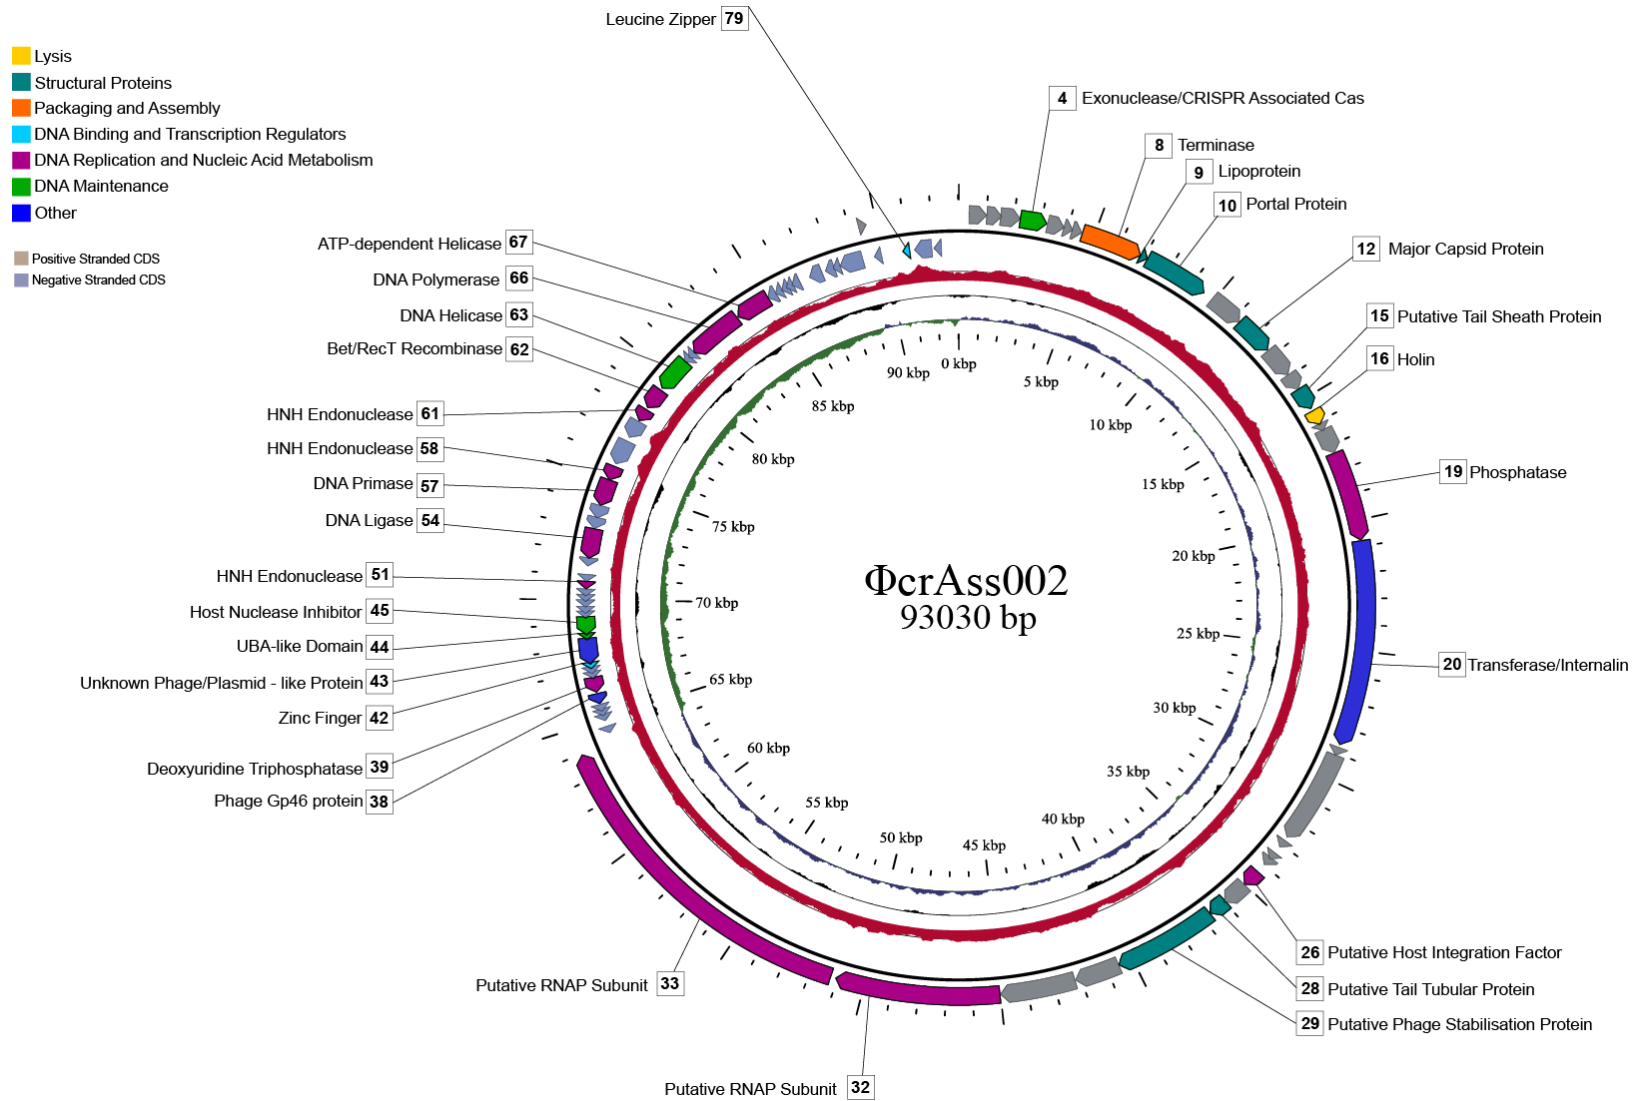 Leucine Zipper 79
Lysis
Structural Proteins
Packaging and Assembly
DNA Binding and Transcription Regulators
DNA Replication and Nucleic Acid Metabolism
DNA Maintenance
Other
Positive Stranded CDS
Negative Stranded CDS
4 Exonuclease/CRISPR Associated Cas
8 Terminase
9 Lipoprotein
10 Portal Protein
12 Major Capsid Protein
15 Putative Tail Sheath Protein
16 Holin
19 Phosphatase
20 Transferase/Internalin
26 Putative Host Integration Factor
28 Putative Tail Tubular Protein
29 Putative Phage Stabilisation Protein
Putative RNAP Subunit 32
Putative RNAP Subunit 33
ATP-dependent Helicase 67
DNA Polymerase 66
DNA Helicase 63
Bet/RecT Recombinase 62
HNH Endonuclease 61
HNH Endonuclease 58
DNA Primase 57
DNA Ligase 54
HNH Endonuclease 51
Host Nuclease Inhibitor 45
UBA-like Domain 44
Unknown Phage/Plasmid - like Protein 43
Zinc Finger 42
Deoxyuridine Triphosphatase 39
Phage Gp46 protein 38
0 kbp
5 kbp
10 kbp
15 kbp
20 kbp
25 kbp
30 kbp
35 kbp
40 kbp
45 kbp
50 kbp
55 kbp
60 kbp
65 kbp
70 kbp
75 kbp
80 kbp
85 kbp
90 kbp
ΦcrAss002
93030 bp